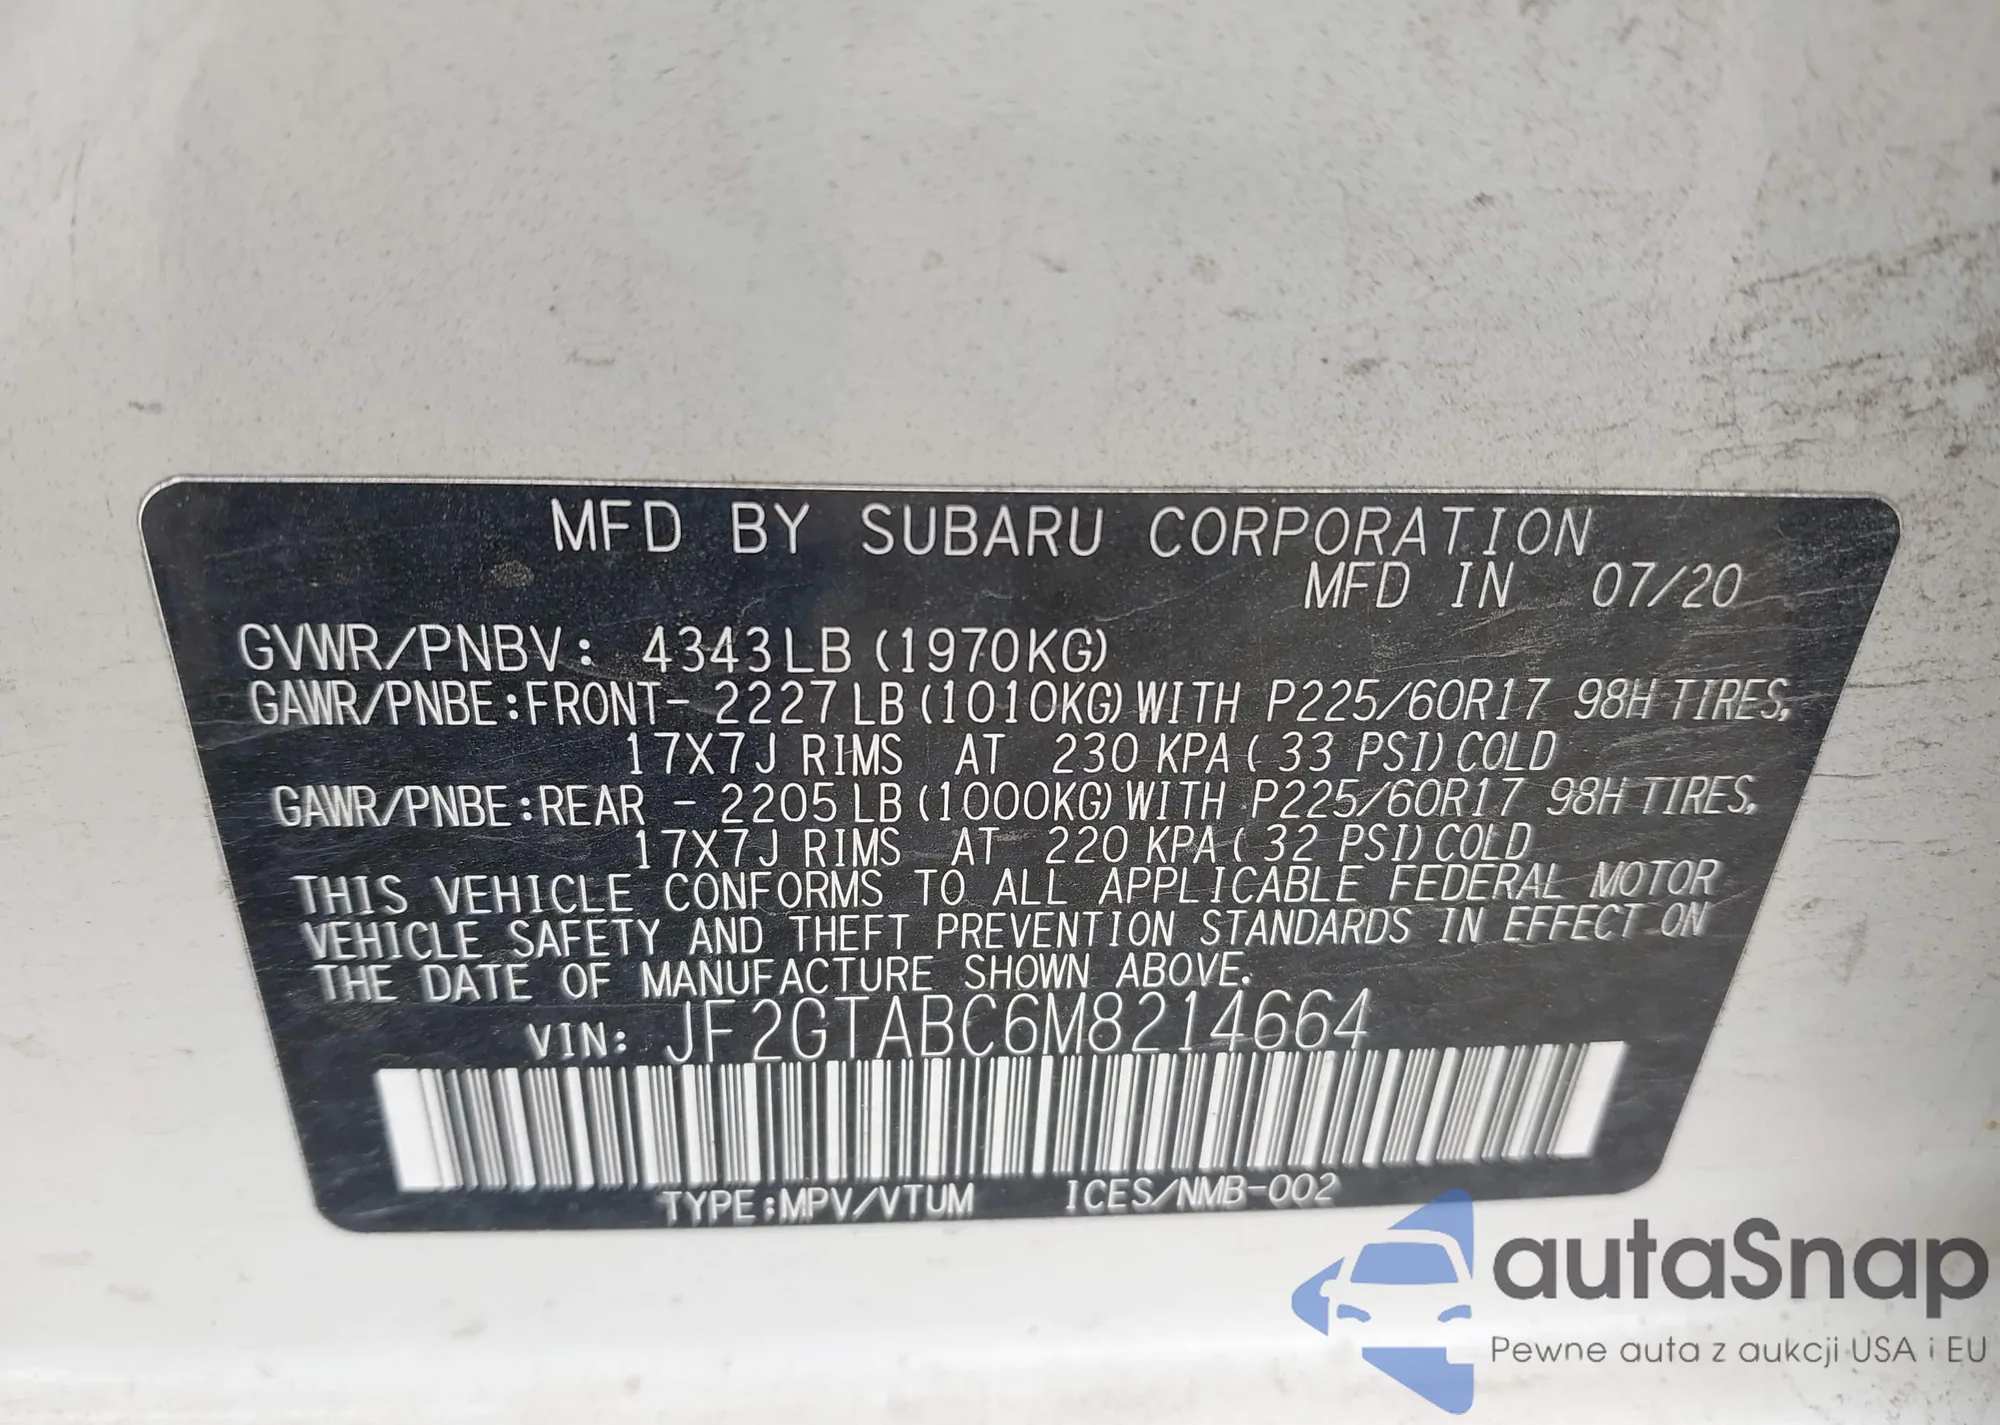 MFD BY SUBARU CORPORATION
MFD IN 07/20
GVWR/PNBV: 4343LB (1970KG)
GAWR/PNBE:FRONT- 2227LB (1010KG) WITH P225/60R17 98H TIRES,
17X7J RIMS AT 230 KPA ( 33 PSI) COLD
GAWR/PNBE:REAR - 2205LB (1000KG) WITH P225/60R17 98H TIRES,
17X7J RIMS AT 220 KPA ( 32 PSI) COLD
THIS VEHICLE CONFORMS TO ALL APPLICABLE FEDERAL MOTOR
VEHICLE SAFETY AND THEFT PREVENTION STANDARDS IN EFFECT ON
THE DATE OF MANUFACTURE SHOWN ABOVE.
VIN: JF2GTABC6M8214664
TYPE:MPV/VTUM ICES/NMB-002
autaSnap
Pewne auta z aukcji USA i EU